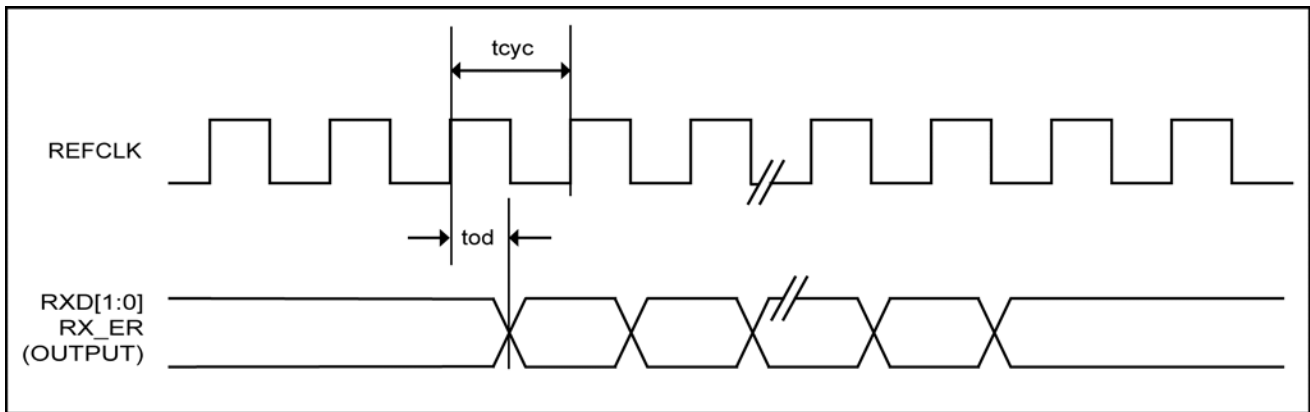 tcyc
REFCLK
tod
RXD[1:0]
RX_ER
(OUTPUT)